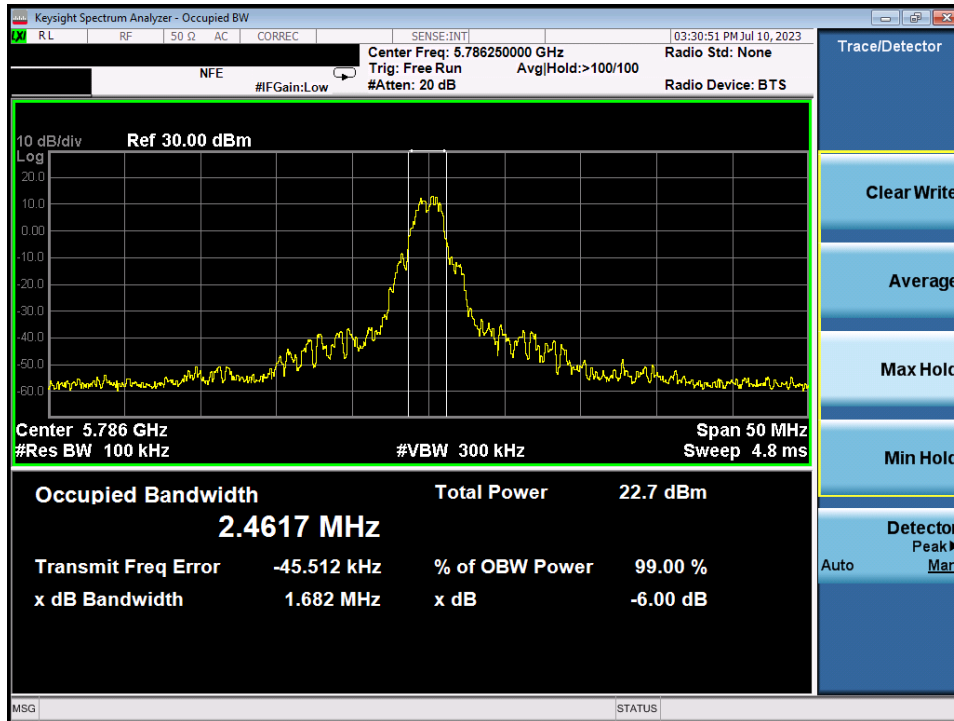 Keysight Spectrum Analyzer - Occupied BW
LXI RL RF 50 Ω AC CORREC SENSE:INT 03:30:51 PM Jul 10, 2023
Center Freq: 5.786250000 GHz Radio Std: None
NFE Trig: Free Run Avg|Hold:>100/100
#IFGain:Low #Atten: 20 dB Radio Device: BTS
10 dB/div Ref 30.00 dBm
Log
20.0
10.0
0.00
-10.0
-20.0
-30.0
-40.0
-50.0
-60.0
Center 5.786 GHz Span 50 MHz
#Res BW 100 kHz #VBW 300 kHz Sweep 4.8 ms
Occupied Bandwidth Total Power 22.7 dBm
2.4617 MHz
Transmit Freq Error -45.512 kHz % of OBW Power 99.00 %
x dB Bandwidth 1.682 MHz x dB -6.00 dB
MSG STATUS
Trace/Detector
Clear Write
Average
Max Hold
Min Hold
Detector
Peak
Auto Man